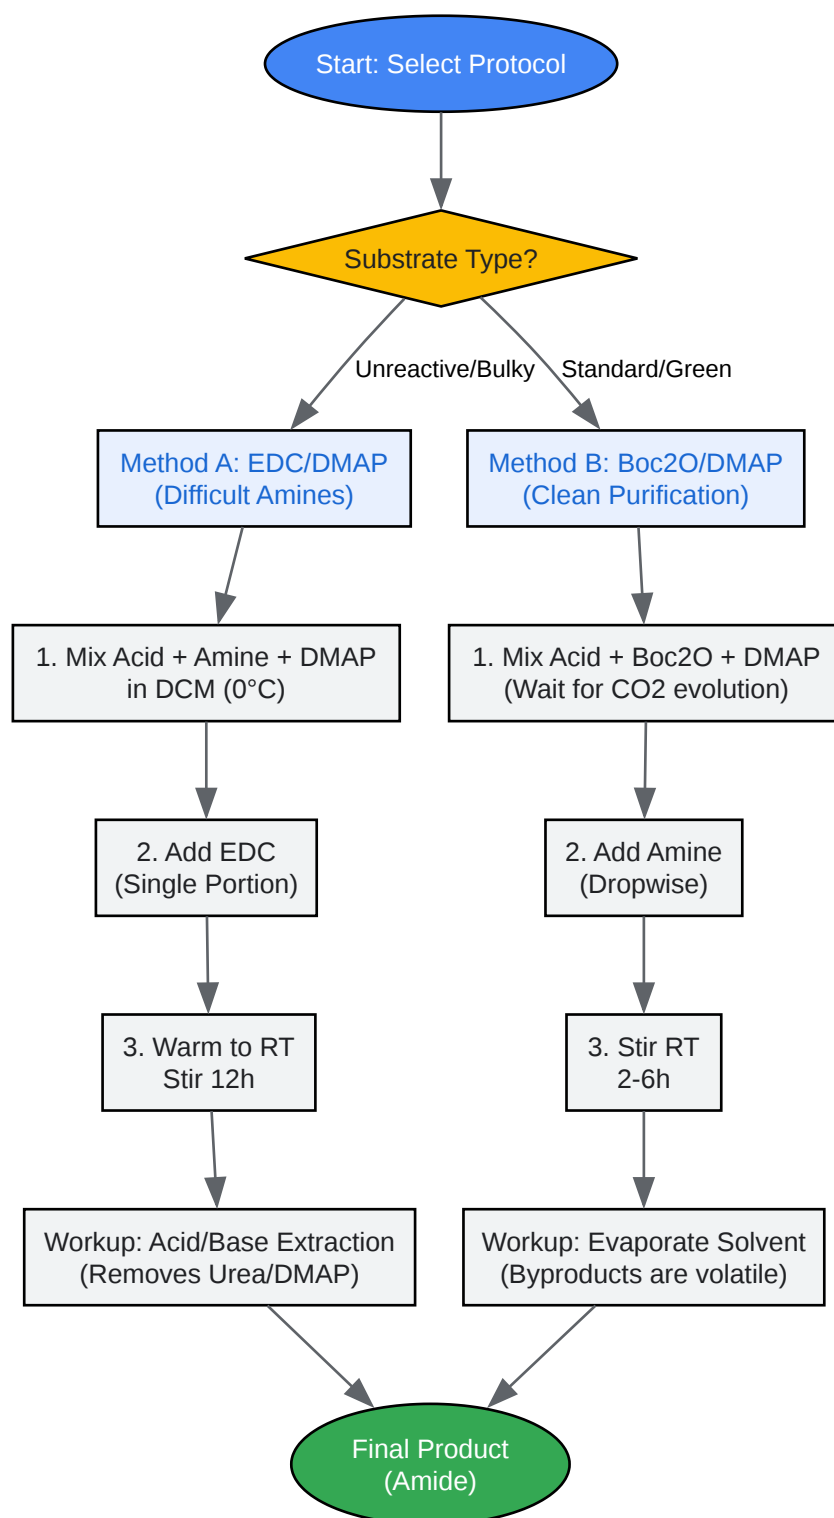 Start: Select Protocol
Substrate Type?
Unreactive/Bulky
Standard/Green
Method A: EDC/DMAP
(Difficult Amines)
Method B: Boc2O/DMAP
(Clean Purification)
1. Mix Acid + Amine + DMAP
in DCM (0°C)
1. Mix Acid + Boc2O + DMAP
(Wait for CO2 evolution)
2. Add EDC
(Single Portion)
2. Add Amine
(Dropwise)
3. Warm to RT
Stir 12h
3. Stir RT
2-6h
Workup: Acid/Base Extraction
(Removes Urea/DMAP)
Workup: Evaporate Solvent
(Byproducts are volatile)
Final Product
(Amide)